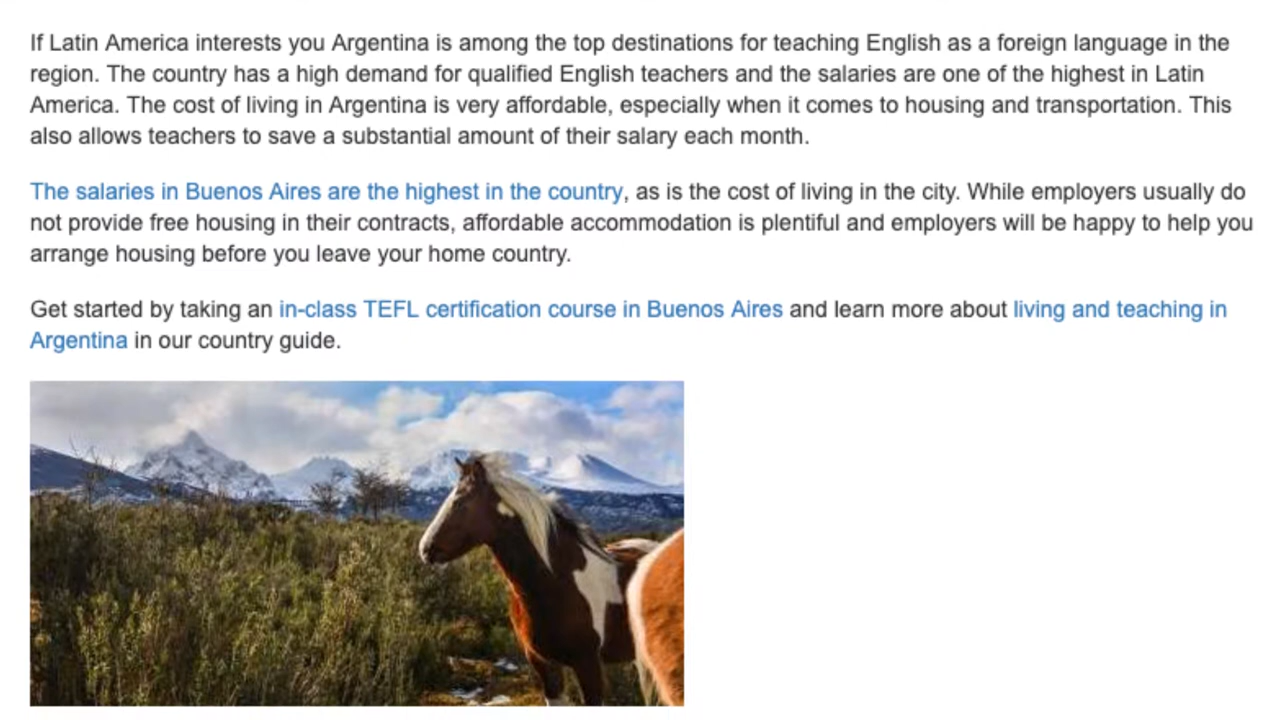 If Latin America interests you Argentina is among the top destinations for teaching English as a foreign language in the
region. The country has a high demand for qualified English teachers and the salaries are one of the highest in Latin
America. The cost of living in Argentina is very affordable, especially when it comes to housing and transportation. This
also allows teachers to save a substantial amount of their salary each month.
The salaries in Buenos Aires are the highest in the country, as is the cost of living in the city. While employers usually do
not provide free housing in their contracts, affordable accommodation is plentiful and employers will be happy to help you
arrange housing before you leave your home country.
Get started by taking an in-class TEFL certification course in Buenos Aires and learn more about living and teaching in
Argentina in our country guide.